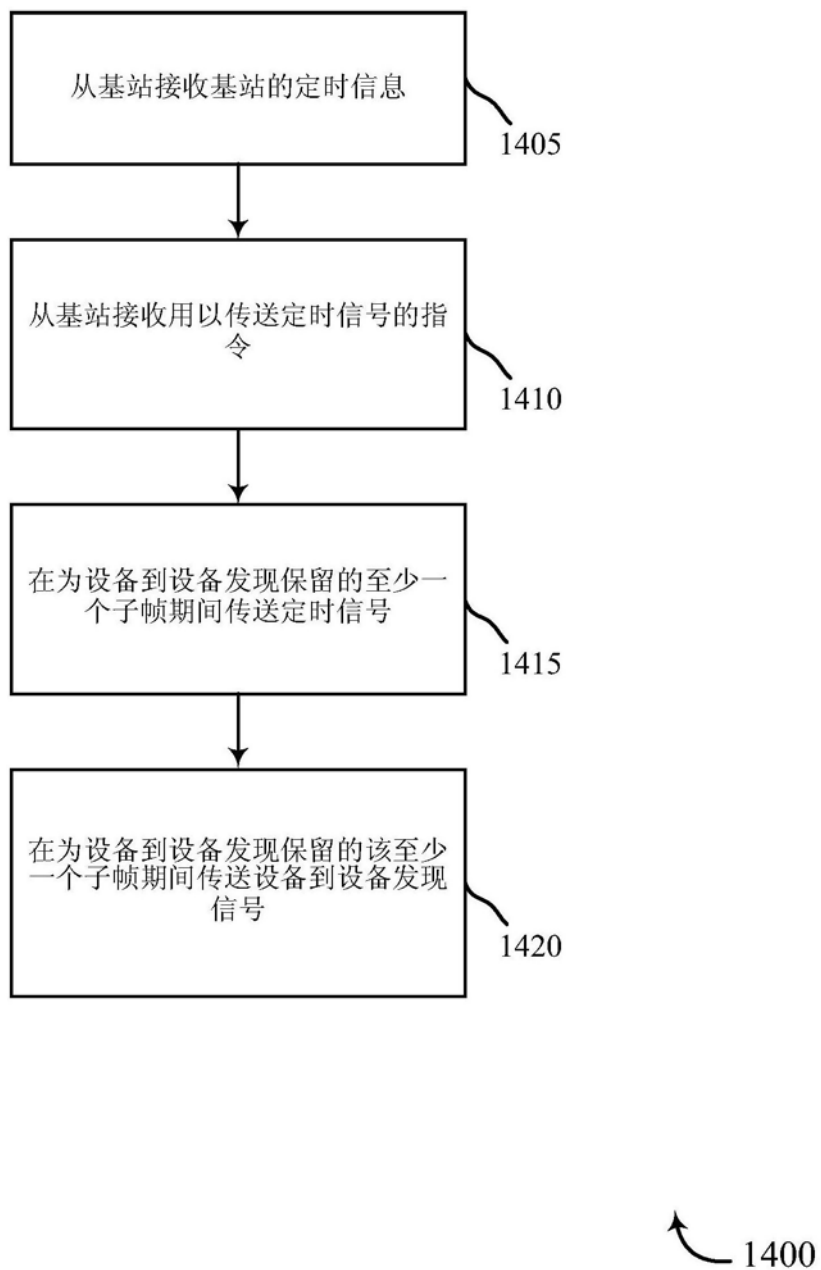 从基站接收基站的定时信息
1405
从基站接收用以传送定时信号的指
令
1410
在为设备到设备发现保留的至少一
个子帧期间传送定时信号
1415
在为设备到设备发现保留的该至少
一个子帧期间传送设备到设备发现
信号
1420
1400